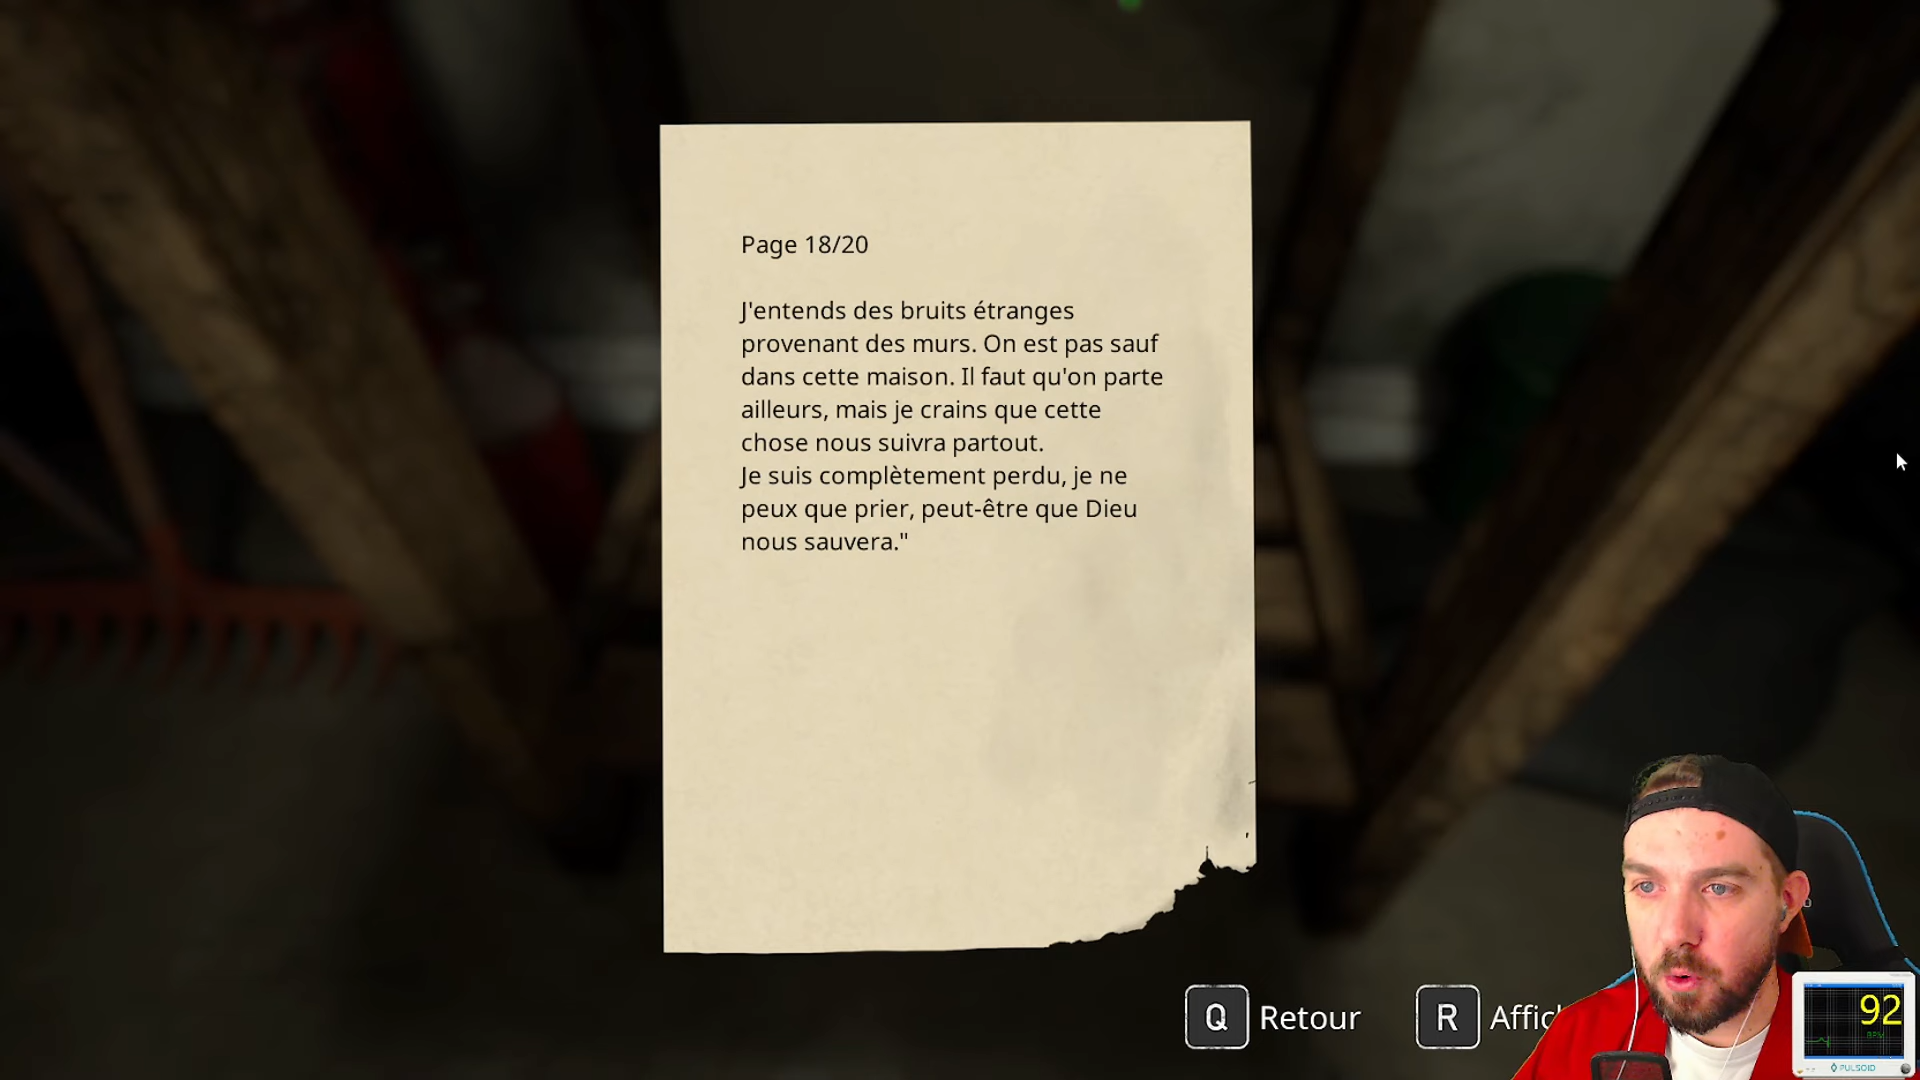 Page 18/20
J'entends des bruits étranges
provenant des murs. On est pas sauf
dans cette maison. Il faut qu'on parte
ailleurs, mais je crains que cette
chose nous suivra partout.
Je suis complètement perdu, je ne
peux que prier, peut-être que Dieu
nous sauvera."
Q Retour
R
92
BPM
PULSOID